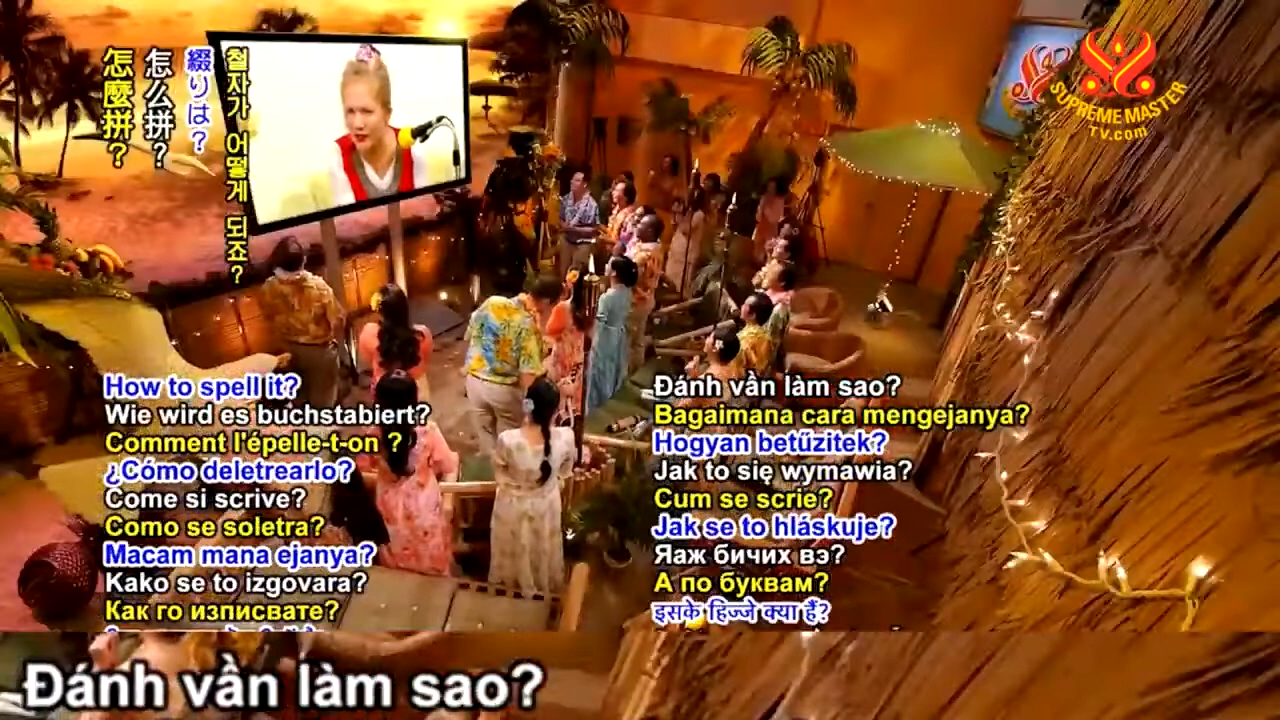 怎麼拼？
怎么拼？
綴りは？
철자가 어떻게 되죠?
SUPREME MASTER
TV.com
How to spell it?
Wie wird es buchstabiert?
Comment l'épelle-t-on ?
¿Cómo deletrearlo?
Come si scrive?
Como se soletra?
Macam mana ejanya?
Kako se to izgovara?
Как го изписвате?
Đánh vần làm sao?
Bagaimana cara mengejanya?
Hogyan betűzitek?
Jak to się wymawia?
Cum se scrie?
Jak se to hláskuje?
Яаж бичих вэ?
А по буквам?
इसके हिज्जे क्या हैं?
Đánh vần làm sao?